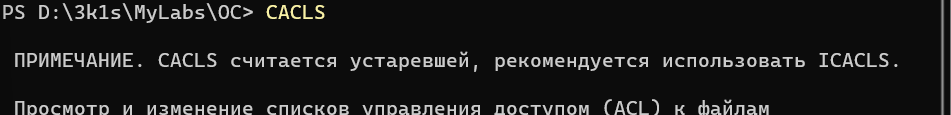 PS D:\3k1s\MyLabs\OC> CACLS
ПРИМЕЧАНИЕ. CACLS считается устаревшей, рекомендуется использовать ICACLS.
Просмотр и изменение списков управления доступом (ACL) к файлам